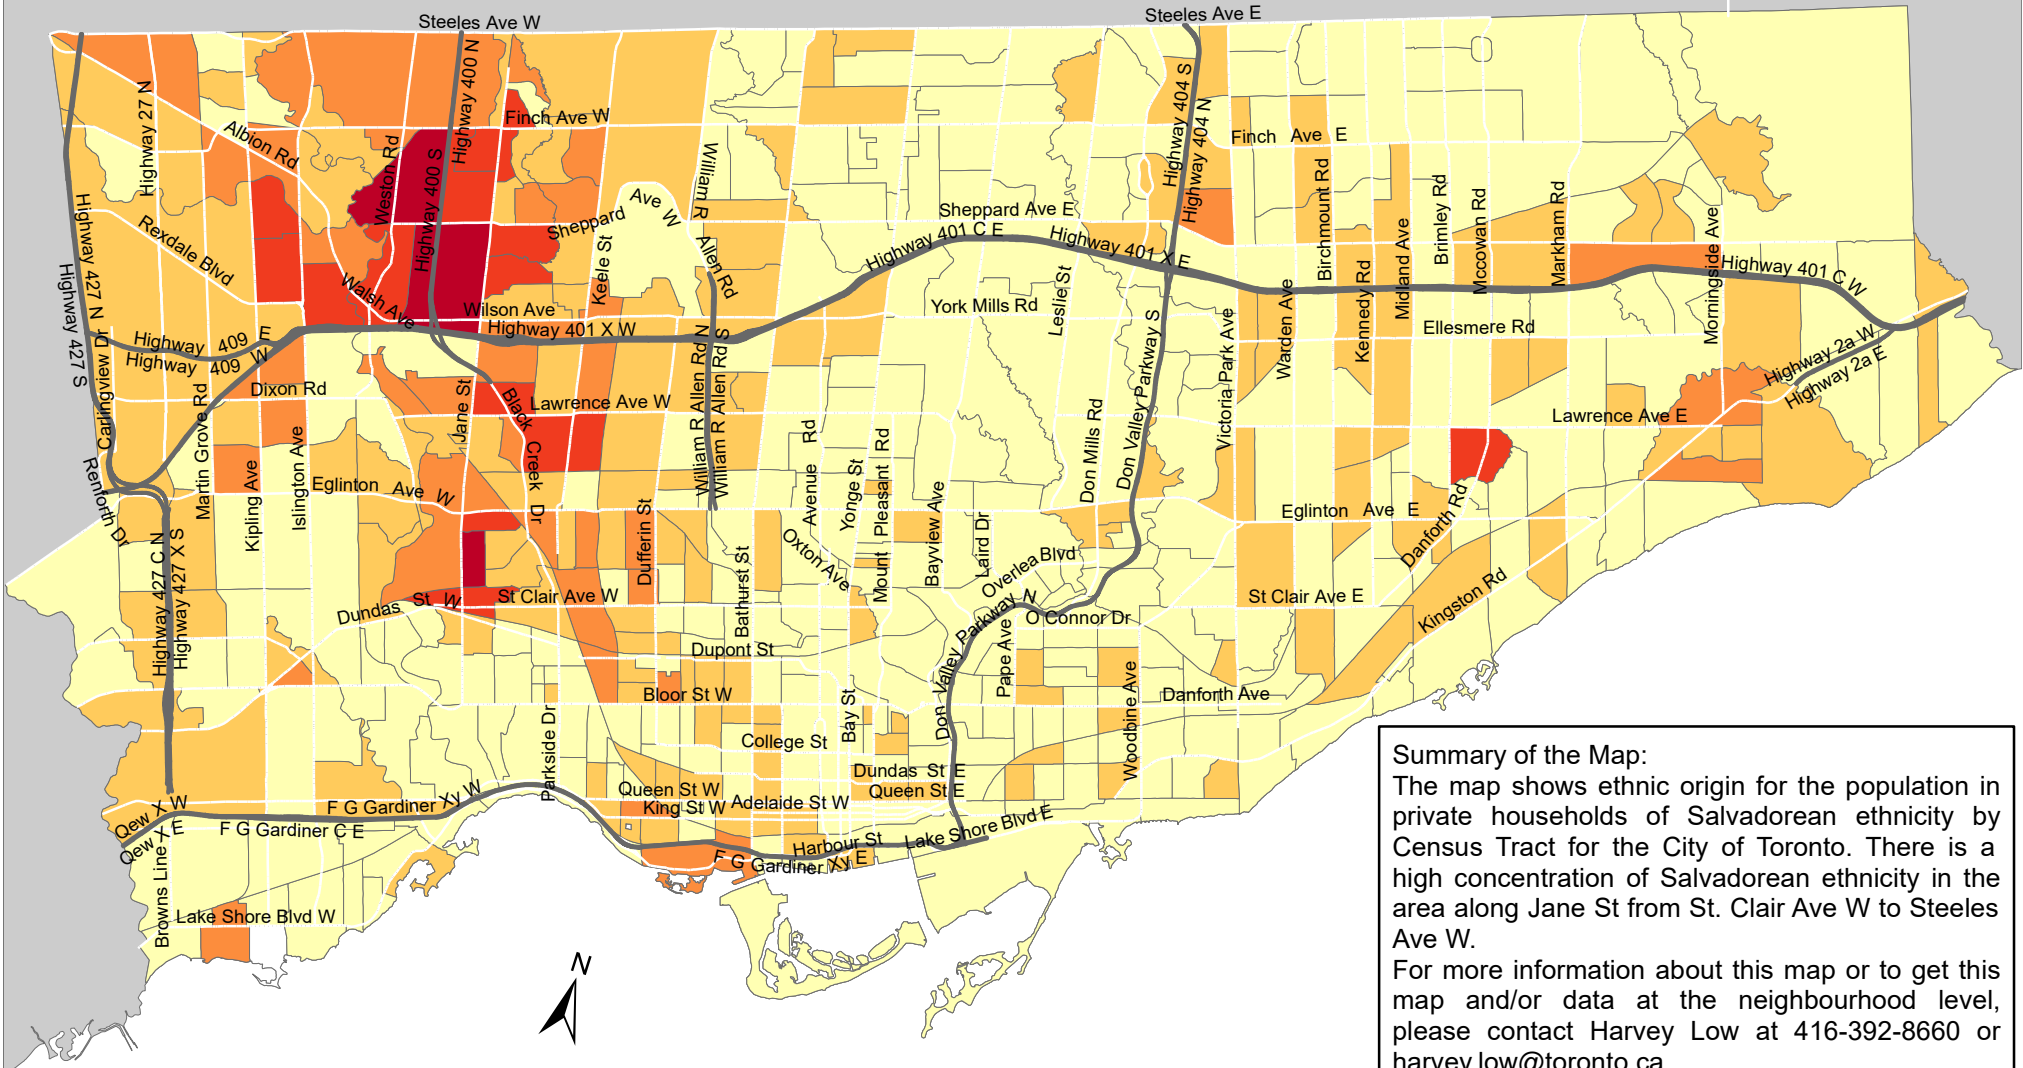 Steeles Ave W
Steeles Ave E
Highway 400 N
Highway 27 N
Finch Ave W
Albion Rd
Weston Rd
Highway 400 S
Highway 404 S
Highway 404 N
Finch Ave E
William R
Allen Rd
Sheppard Ave W
Sheppard Ave E
Keele St
Highway 427 N
Highway 427 S
Rexdale Blvd
Walsh Ave
Wilson Ave
Highway 401 X W
Highway 401 C E
Highway 401 X E
Highway 401 C W
Birchmount Rd
Midland Ave
Brimley Rd
Mccowan Rd
Markham Rd
Morningside Ave
Kennedy Rd
Warden Ave
Victoria Park Ave
Leslie St
York Mills Rd
Ellesmere Rd
Highway 2a W
Highway 2a E
Highway 409 E
Highway 409 W
Carlingview Dr
Martin Grove Rd
Dixon Rd
Jane St
Black Creek Dr
Lawrence Ave W
Lawrence Ave E
William R Allen Rd N
William R Allen Rd S
Renforth Dr
Kipling Ave
Islington Ave
Eglinton Ave W
Dufferin St
Avenue Rd
Yonge St
Mount Pleasant Rd
Bayview Ave
Laird Dr
Don Mills Rd
Don Valley Parkway S
Eglinton Ave E
Danforth Rd
Oxton Ave
Overlea Blvd
Highway 427 C N
Highway 427 X S
Dundas St W
St Clair Ave W
Bathurst St
Don Valley Parkway N
O Connor Dr
St Clair Ave E
Kingston Rd
Dupont St
Pape Ave
Bloor St W
Danforth Ave
Woodbine Ave
Parkside Dr
Bay St
College St
Dundas St E
Queen St E
Queen St W
King St W
Adelaide St W
Qew X W
Qew X E
F G Gardiner Xy W
F G Gardiner C E
Harbour St
Lake Shore Blvd E
F G Gardiner Xy E
Browns Line
Lake Shore Blvd W
N
Summary of the Map:
The map shows ethnic origin for the population in
private households of Salvadorean ethnicity by
Census Tract for the City of Toronto. There is a
high concentration of Salvadorean ethnicity in the
area along Jane St from St. Clair Ave W to Steeles
Ave W.
For more information about this map or to get this
map and/or data at the neighbourhood level,
please contact Harvey Low at 416-392-8660 or
harvey.low@toronto.ca